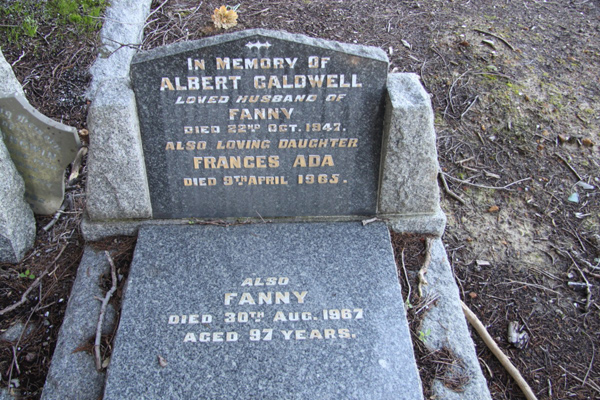 IN MEMORY OF
ALBERT CALDWELL
LOVED HUSBAND OF
FANNY
DIED 22ND OCT. 1947.
ALSO LOVING DAUGHTER
FRANCES ADA
DIED 9TH APRIL 1965.
ALSO
FANNY
DIED 30TH AUG. 1967
AGED 97 YEARS.